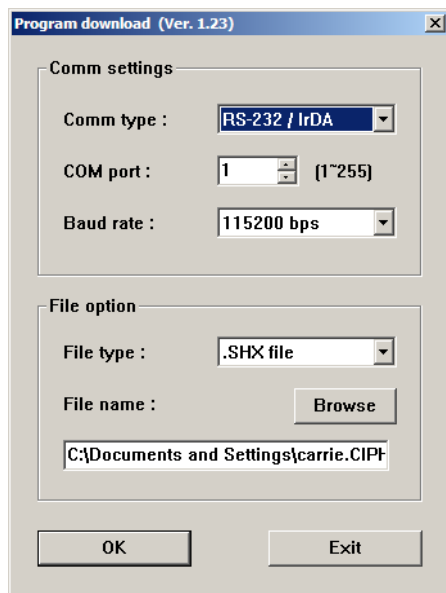 Program download (Ver. 1.23)
Comm settings
Comm type : RS-232 / IrDA
COM port : 1 (1~255)
Baud rate : 115200 bps
File option
File type : .SHX file
File name : Browse
C:\Documents and Settings\carrie.CIPH
OK Exit